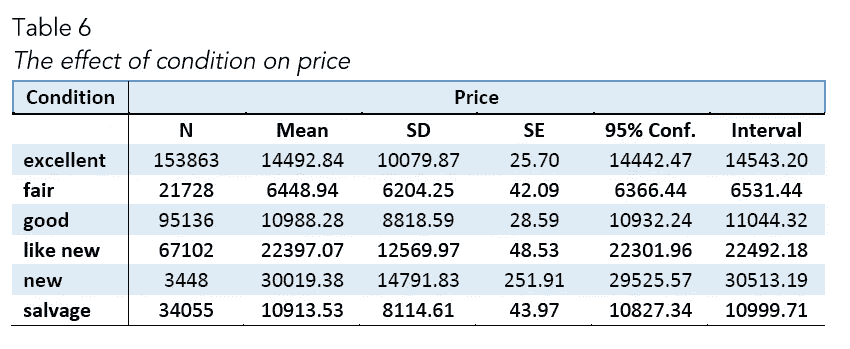 Table 6
The effect of condition on price
Condition Price
N Mean SD SE 95% Conf. Interval
excellent 153863 14492.84 10079.87 25.70 14442.47 14543.20
fair 21728 6448.94 6204.25 42.09 6366.44 6531.44
good 95136 10988.28 8818.59 28.59 10932.24 11044.32
like new 67102 22397.07 12569.97 48.53 22301.96 22492.18
new 3448 30019.38 14791.83 251.91 29525.57 30513.19
salvage 34055 10913.53 8114.61 43.97 10827.34 10999.71